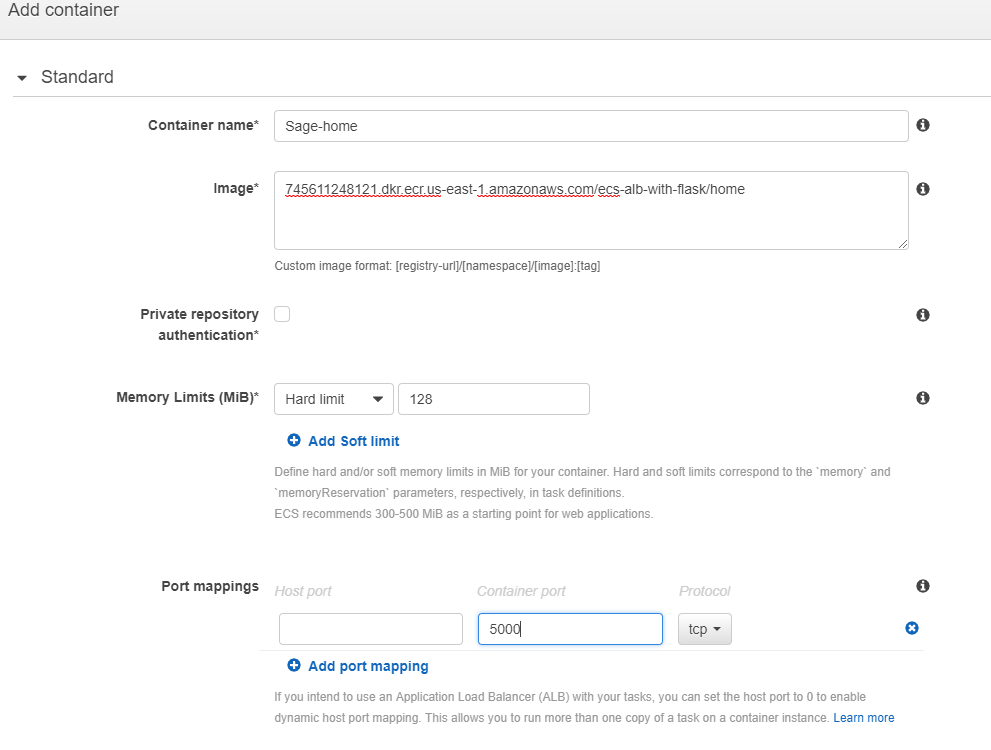 Add container
Standard
Container name*
Sage-home
Image*
745611248121.dkr.ecr.us-east-1.amazonaws.com/ecs-alb-with-flask/home
Custom image format: [registry-url]/[namespace]/[image]:[tag]
Private repository
authentication*
Memory Limits (MiB)*
Hard limit
128
Add Soft limit
Define hard and/or soft memory limits in MiB for your container. Hard and soft limits correspond to the `memory` and
`memoryReservation` parameters, respectively, in task definitions.
ECS recommends 300-500 MiB as a starting point for web applications.
Port mappings
Host port Container port Protocol
5000 tcp
Add port mapping
If you intend to use an Application Load Balancer (ALB) with your tasks, you can set the host port to 0 to enable
dynamic host port mapping. This allows you to run more than one copy of a task on a container instance. Learn more